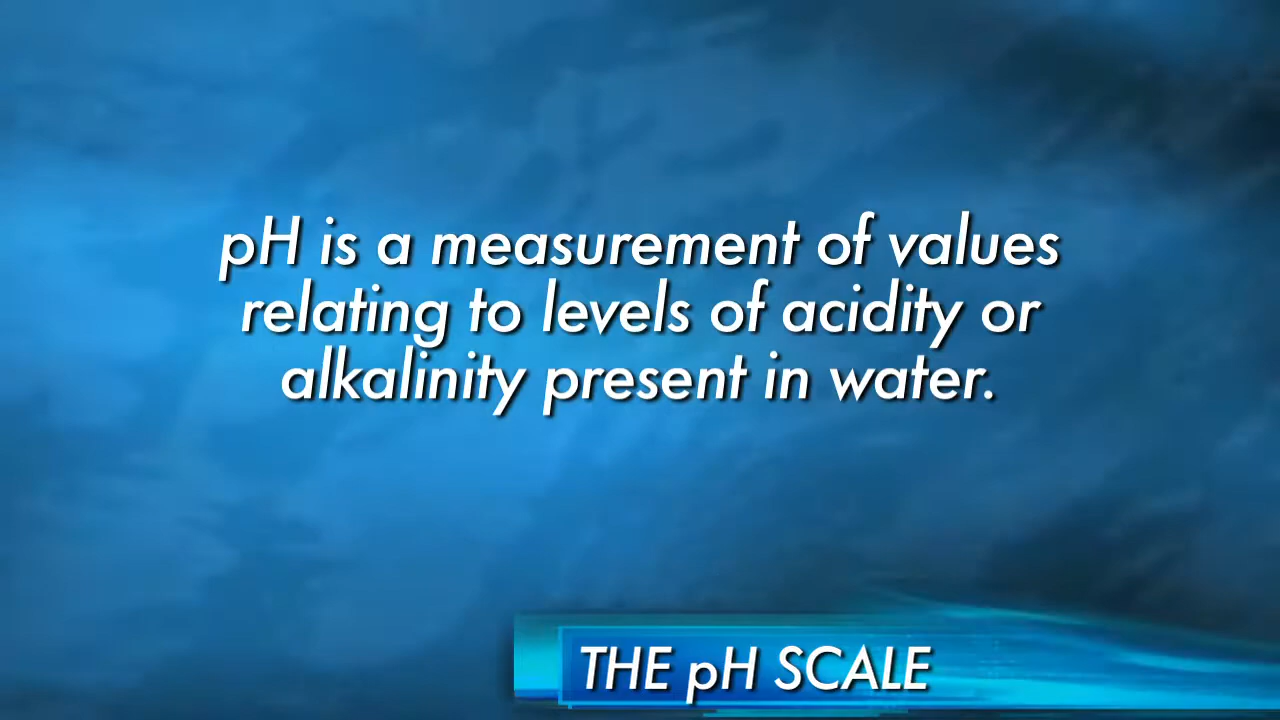 pH is a measurement of values
relating to levels of acidity or
alkalinity present in water.
THE pH SCALE